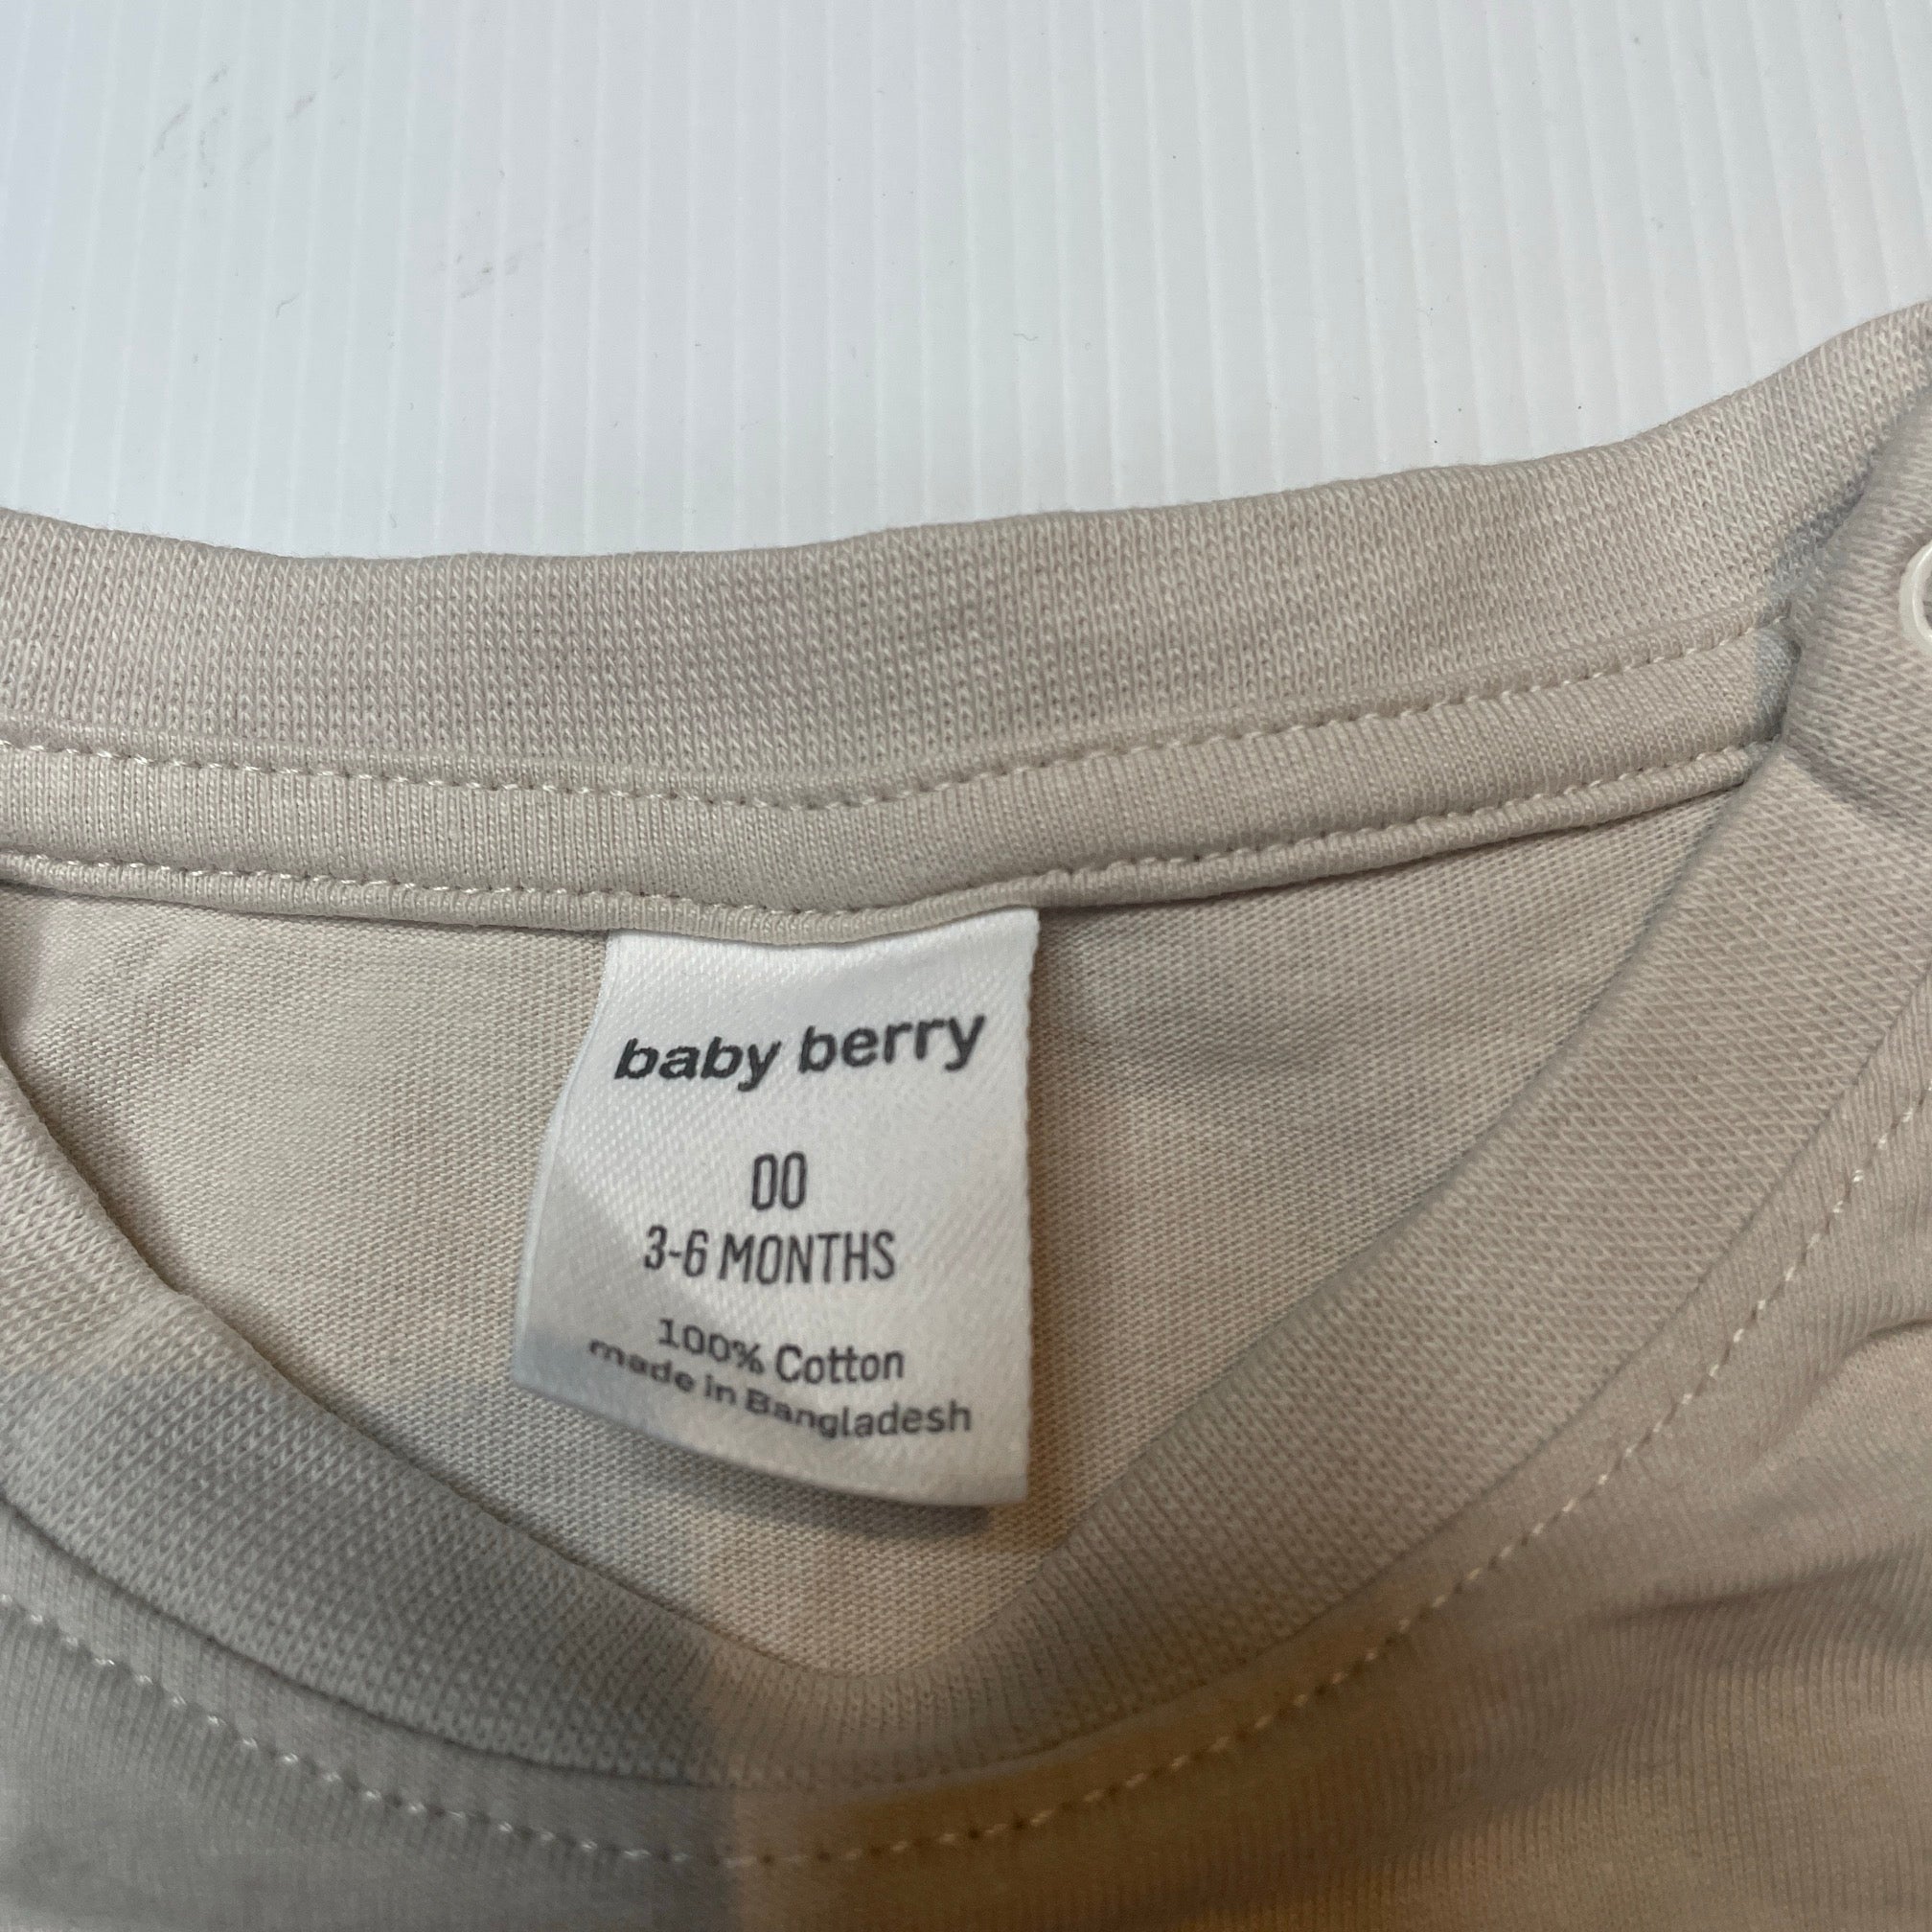 baby berry
00
3-6 MONTHS
100% Cotton
made in Bangladesh